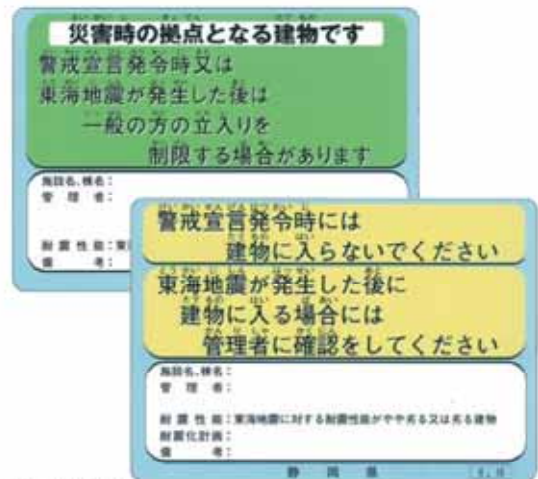 災害時の拠点となる建物です
警戒宣言発令時又は
東海地震が発生した後は
一般の方の立入りを
制限する場合があります
施設名、棟名：
管理者：
耐震性能：東
備考：
警戒宣言発令時には
建物に入らないでください
東海地震が発生した後に
建物に入る場合には
管理者に確認をしてください
施設名、棟名：
管理者：
耐震性能：東海地震に対する耐震性能がやや劣る又は劣る建物
耐震化計画：
備考：
静岡県